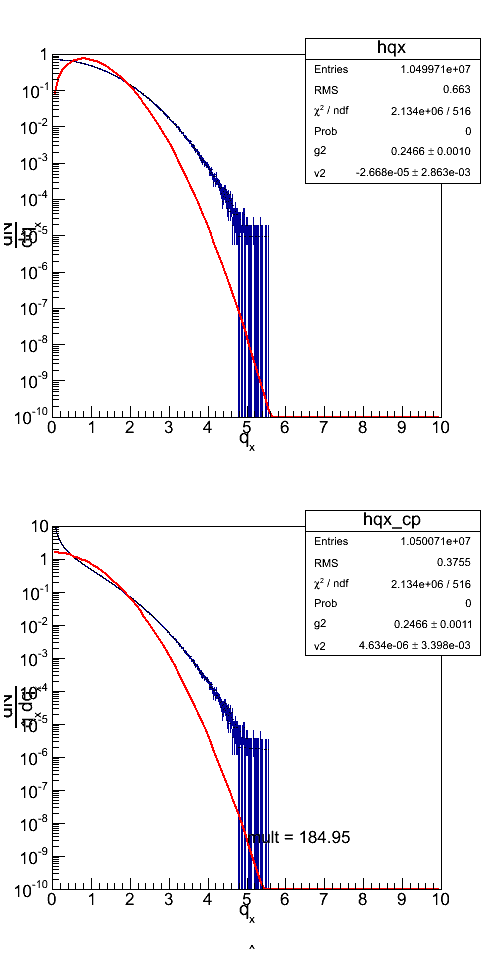 hqx
Entries 1.049971e+07
RMS 0.663
χ² / ndf 2.134e+06 / 516
Prob 0
g2 0.2466 ± 0.0010
v2 -2.668e-05 ± 2.863e-03
1
10⁻¹
10⁻²
10⁻³
10⁻⁴
10⁻⁵
10⁻⁶
10⁻⁷
10⁻⁸
10⁻⁹
10⁻¹⁰
0 1 2 3 4 5 6 7 8 9 10
qₓ
hqx_cp
Entries 1.050071e+07
RMS 0.3755
χ² / ndf 2.134e+06 / 516
Prob 0
g2 0.2466 ± 0.0011
v2 4.634e-06 ± 3.398e-03
10
1
10⁻¹
10⁻²
10⁻³
10⁻⁴
10⁻⁵
10⁻⁶
10⁻⁷
10⁻⁸
10⁻⁹
10⁻¹⁰
mult = 184.95
0 1 2 3 4 5 6 7 8 9 10
qₓ